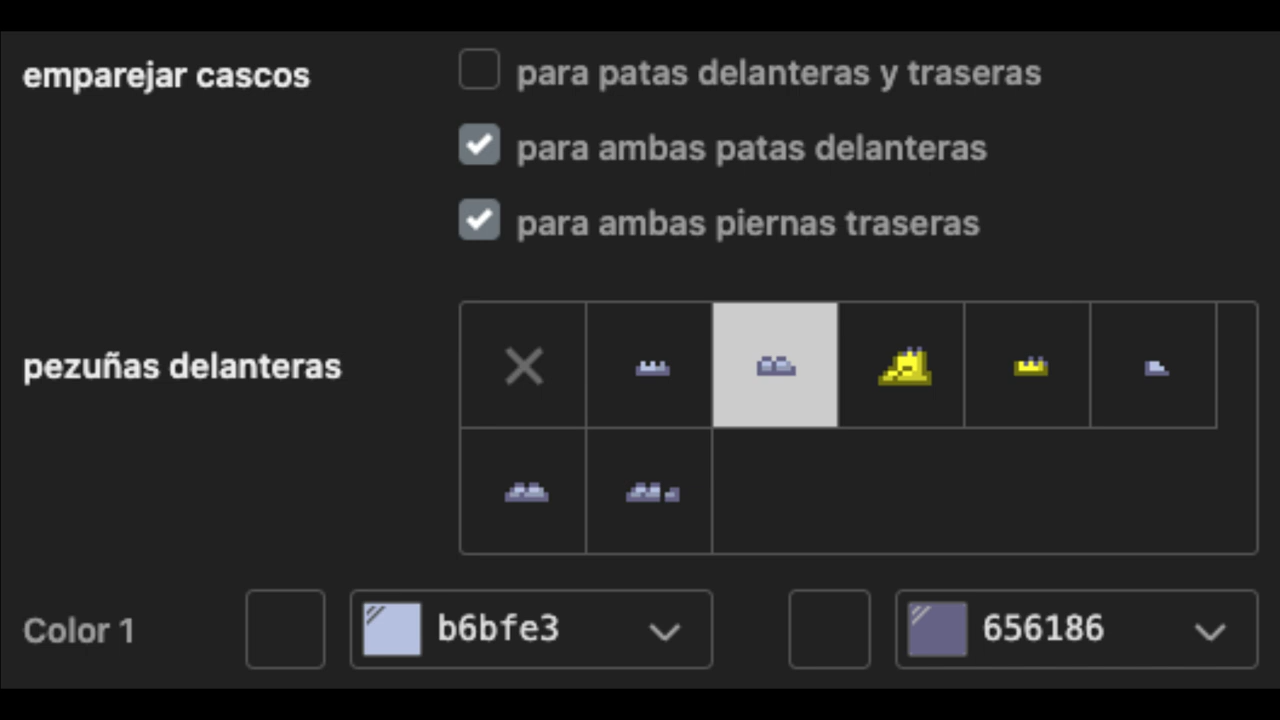 emparejar cascos
para patas delanteras y traseras
para ambas patas delanteras
para ambas piernas traseras
pezuñas delanteras
Color 1 b6bfe3 656186